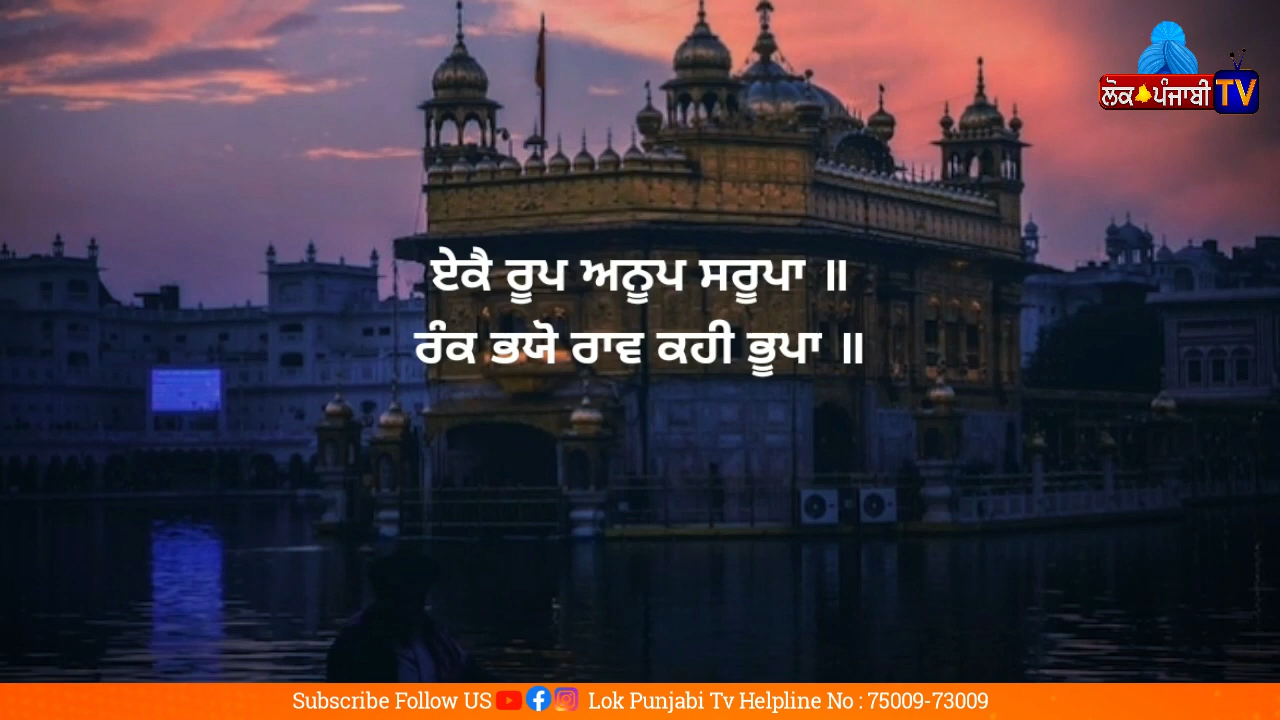 ਲੋਕ ਪੰਜਾਬੀ TV
ਏਕੈ ਰੂਪ ਅਨੂਪ ਸਰੂਪਾ ॥
ਰੰਕ ਭਯੋ ਰਾਵ ਕਹੀ ਭੂਪਾ ॥
Subscribe Follow US Lok Punjabi Tv Helpline No : 75009-73009